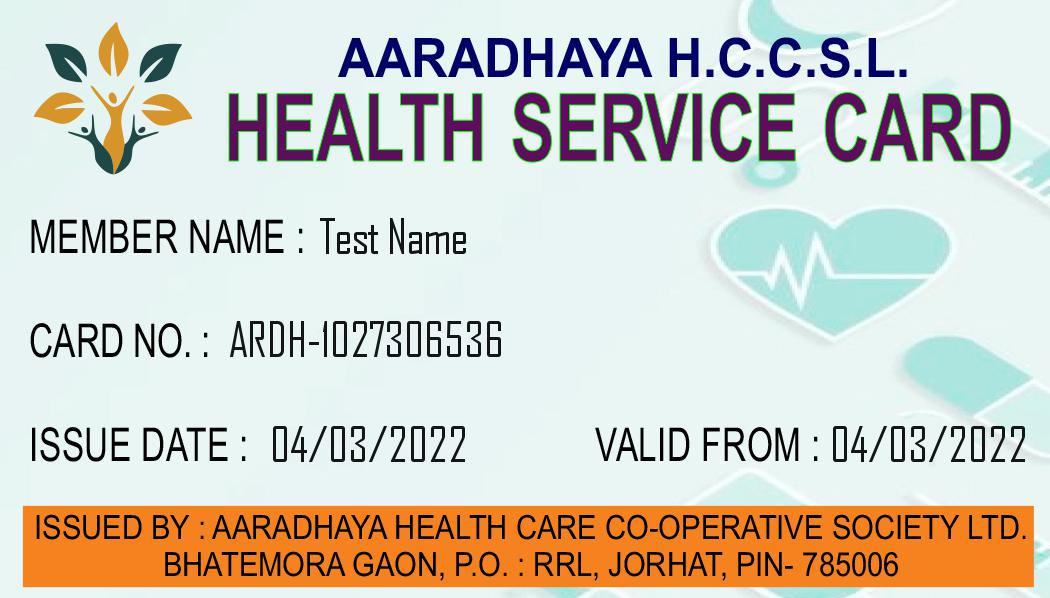 AARADHAYA H.C.C.S.L.
HEALTH SERVICE CARD
MEMBER NAME : Test Name
CARD NO. : ARDH-1027306536
ISSUE DATE : 04/03/2022 VALID FROM : 04/03/2022
ISSUED BY : AARADHAYA HEALTH CARE CO-OPERATIVE SOCIETY LTD.
BHATEMORA GAON, P.O. : RRL, JORHAT, PIN- 785006